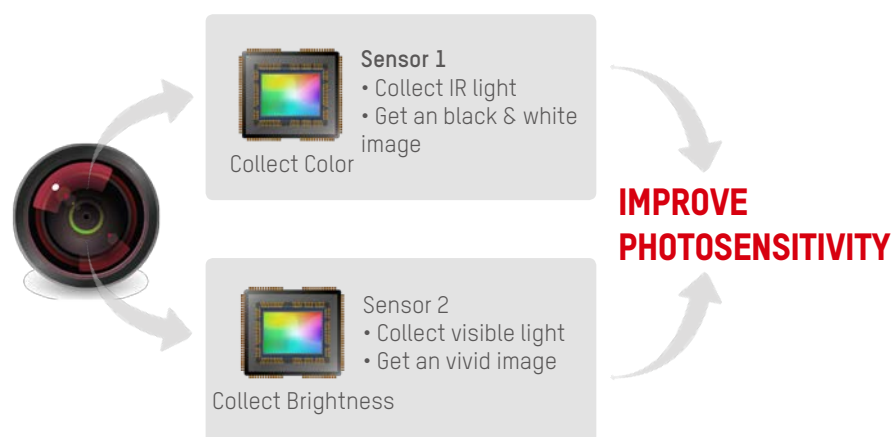 Sensor 1
• Collect IR light
• Get an black & white
image
Collect Color
IMPROVE
PHOTOSENSITIVITY
Sensor 2
• Collect visible light
• Get an vivid image
Collect Brightness